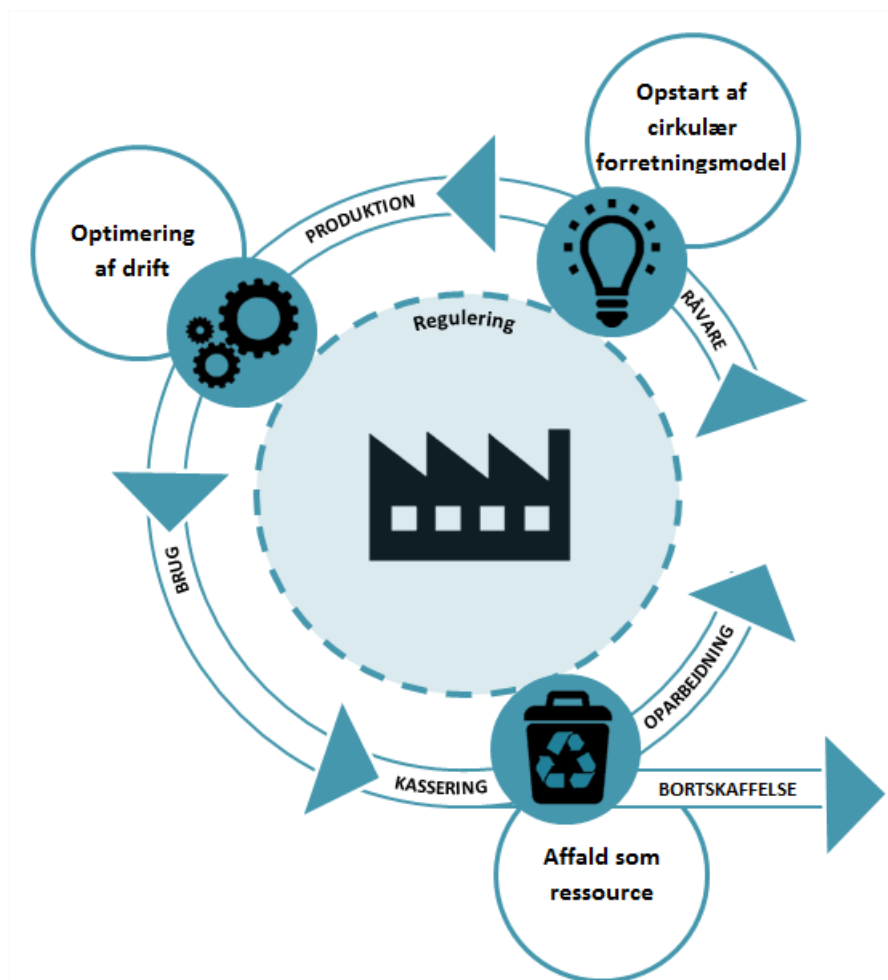 Opstart af
cirkulær
forretningsmodel
PRODUKTION
Optimering
af drift
RÅVARE
Regulering
BRUG
OPARBEJDNING
KASSERING
BORTSKAFFELSE
Affald som
ressource